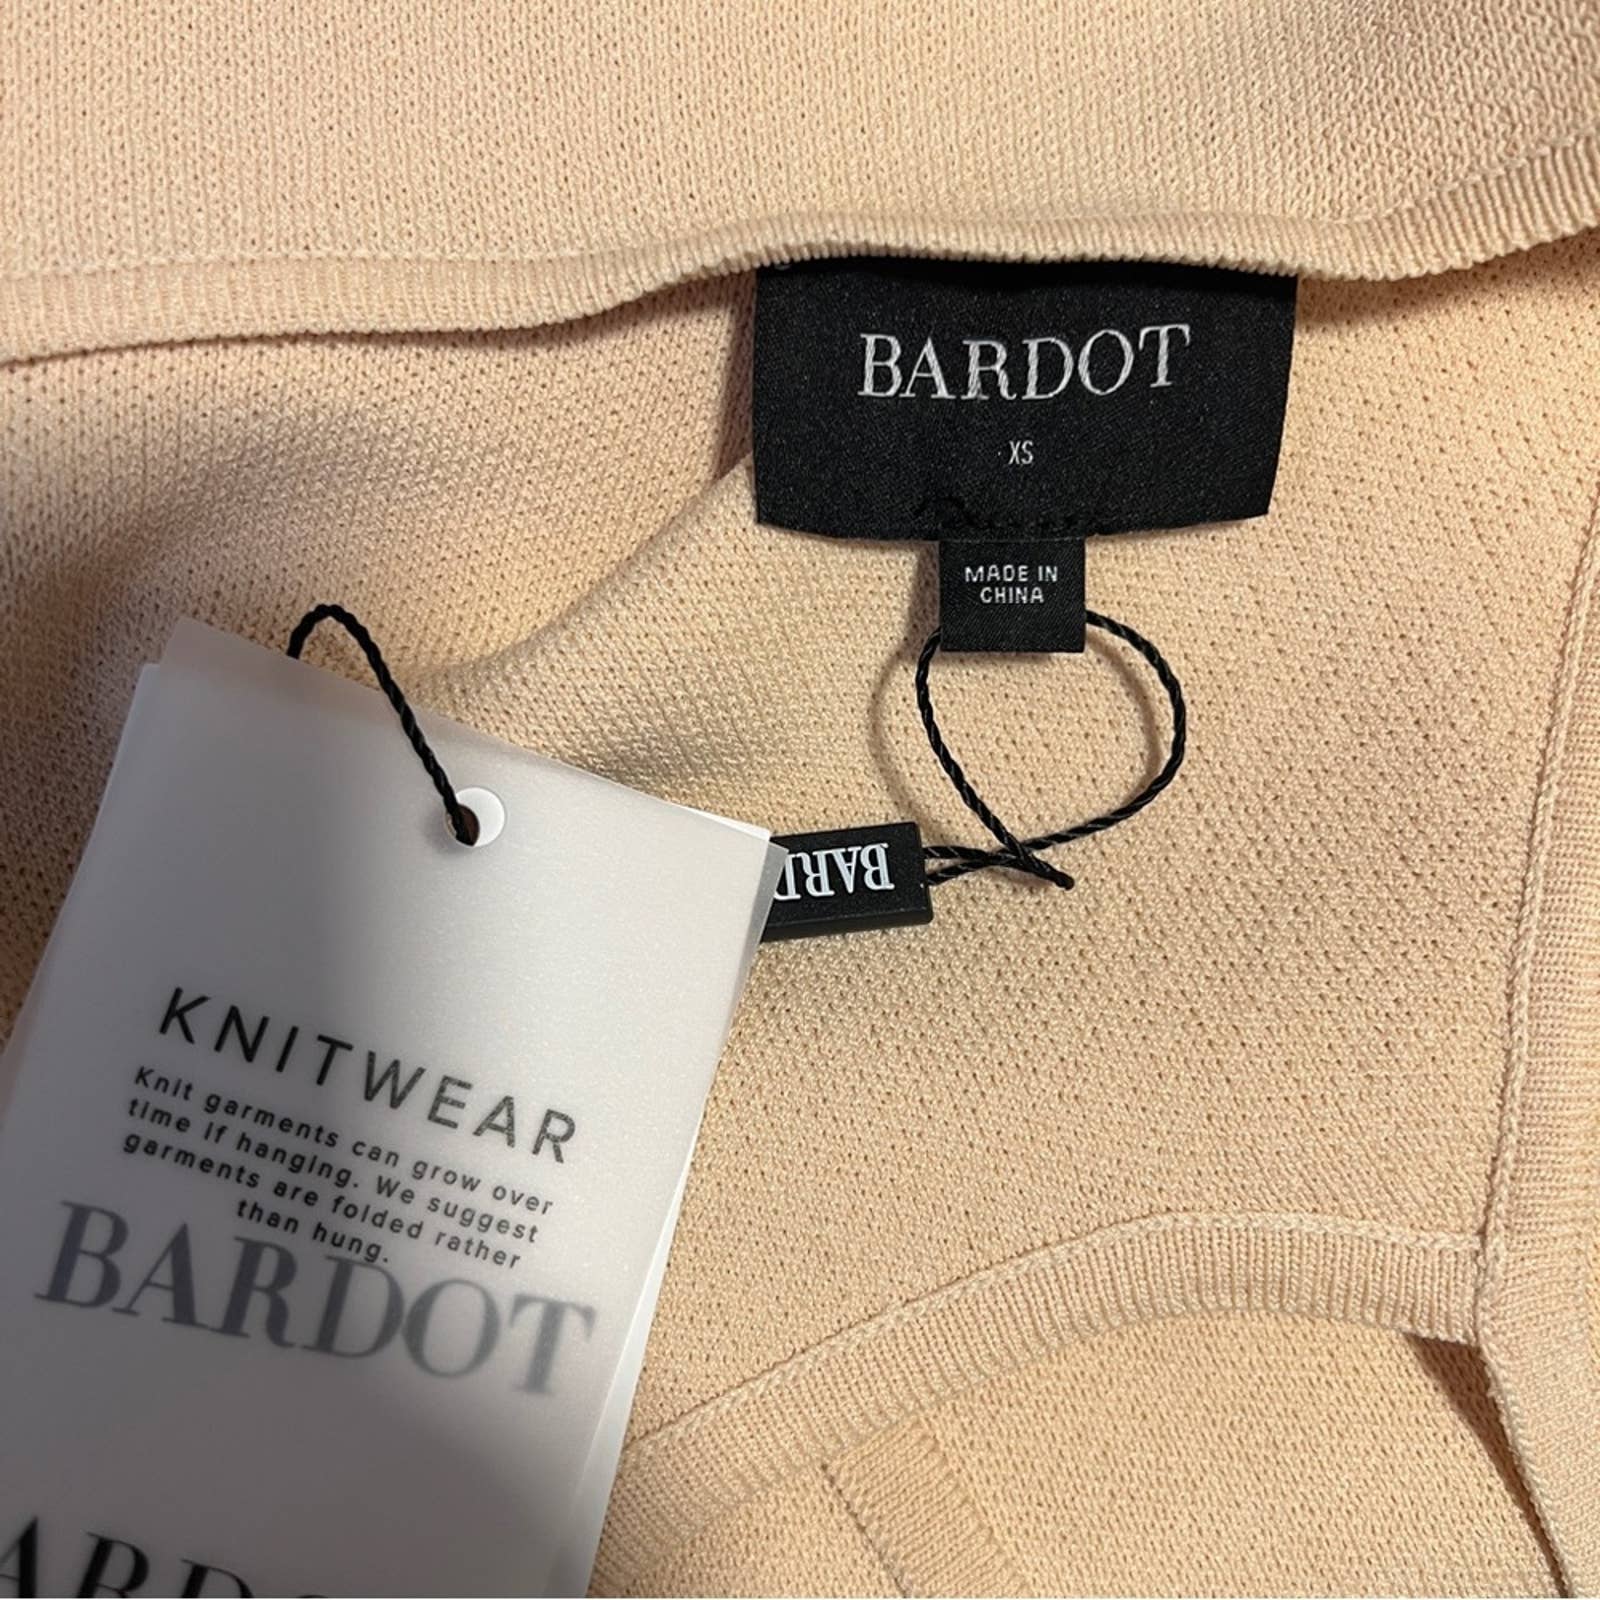 BARDOT
XS
MADE IN
CHINA
BARD
KNITWEAR
Knit garments can grow over
time if hanging. We suggest
garments are folded rather
than hung.
BARDOT
ARDO